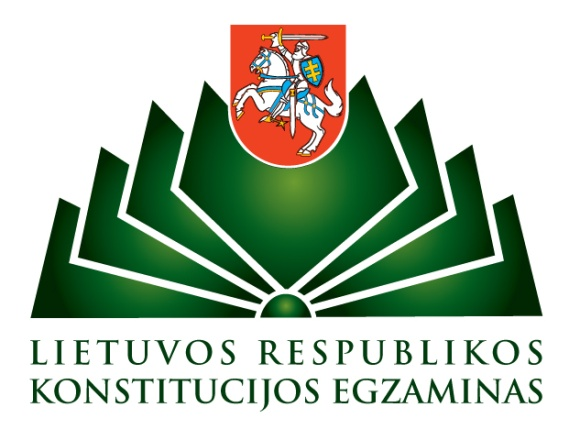 LIETUVOS RESPUBLIKOS
KONSTITUCIJOS EGZAMINAS